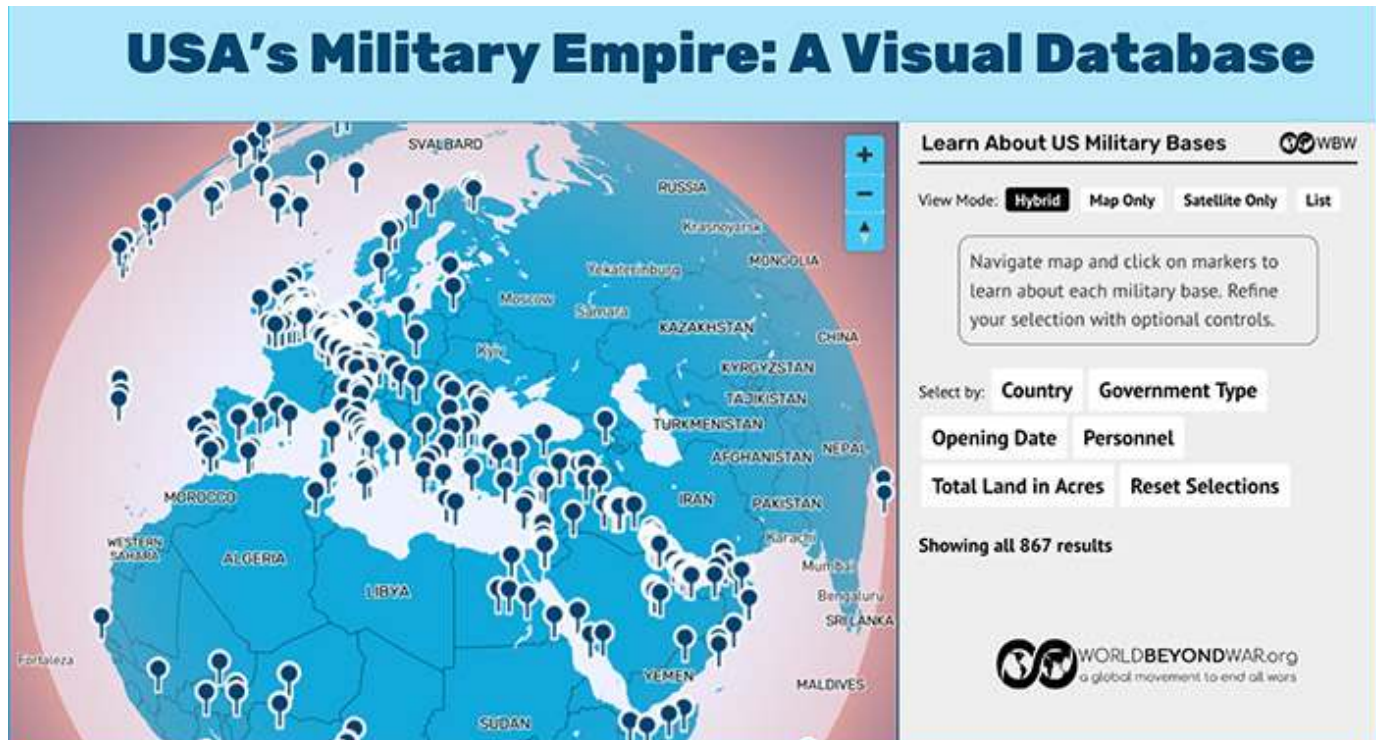 USA's Military Empire: A Visual Database
SVALBARD
RUSSIA
Krasnoyarsk
MONGOLIA
Yekaterinburg
Moscow
Samara
KAZAKHSTAN
CHINA
Kyiv
KYRGYZSTAN
TAJIKISTAN
TURKMENISTAN
AFGHANISTAN
NEPAL
MOROCCO
IRAN
PAKISTAN
WESTERN
SAHARA
ALGERIA
Karachi
LIBYA
Mumbai
Bengaluru
SRI LANKA
Fortaleza
YEMEN
MALDIVES
SUDAN
+
−
Learn About US Military Bases
WBW
View Mode: Hybrid Map Only Satellite Only List
Navigate map and click on markers to
learn about each military base. Refine
your selection with optional controls.
Select by: Country Government Type
Opening Date Personnel
Total Land in Acres Reset Selections
Showing all 867 results
WORLDBEYONDWAR.org
a global movement to end all wars